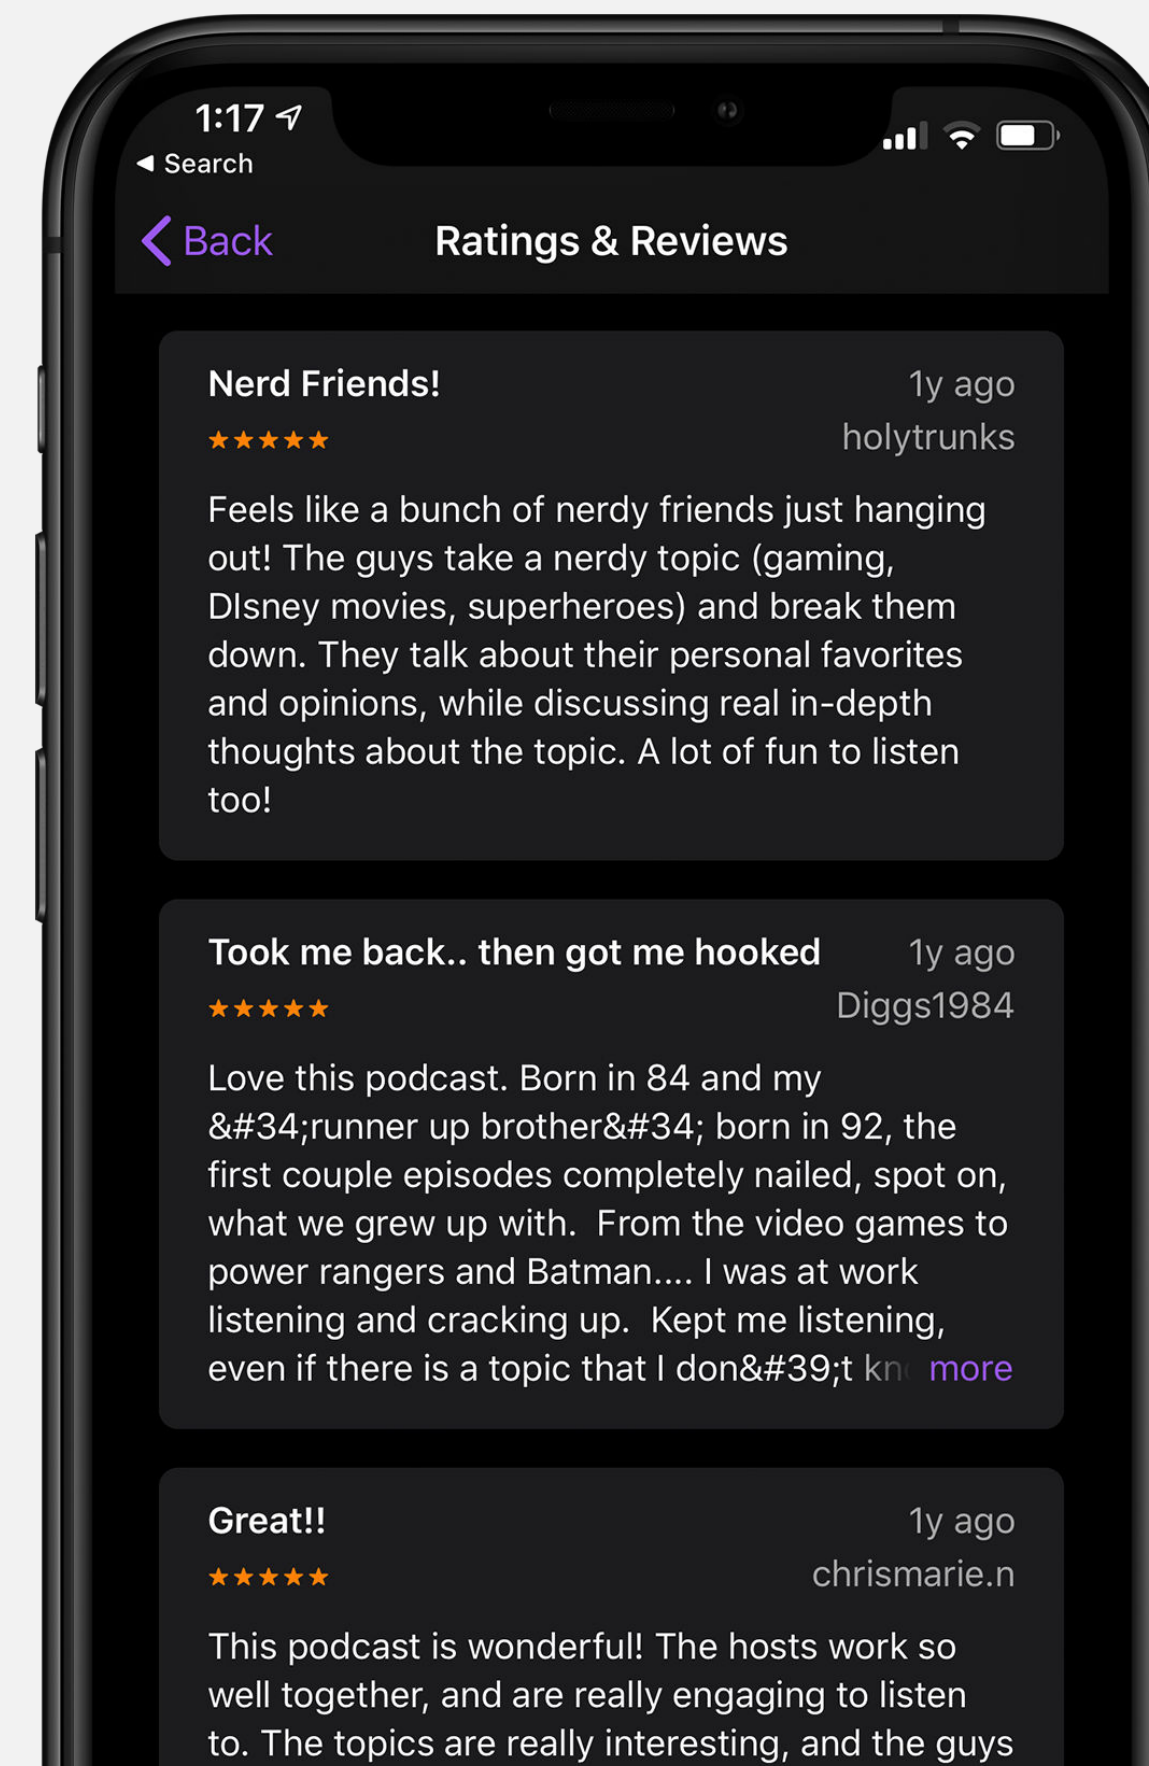 1:17
Search
Back
Ratings & Reviews
Nerd Friends!
1y ago
holytrunks
Feels like a bunch of nerdy friends just hanging
out! The guys take a nerdy topic (gaming,
DIsney movies, superheroes) and break them
down. They talk about their personal favorites
and opinions, while discussing real in-depth
thoughts about the topic. A lot of fun to listen
too!
Took me back.. then got me hooked
1y ago
Diggs1984
Love this podcast. Born in 84 and my
&#34;runner up brother&#34; born in 92, the
first couple episodes completely nailed, spot on,
what we grew up with.  From the video games to
power rangers and Batman.... I was at work
listening and cracking up.  Kept me listening,
even if there is a topic that I don&#39;t
more
Great!!
1y ago
chrismarie.n
This podcast is wonderful! The hosts work so
well together, and are really engaging to listen
to. The topics are really interesting, and the guys